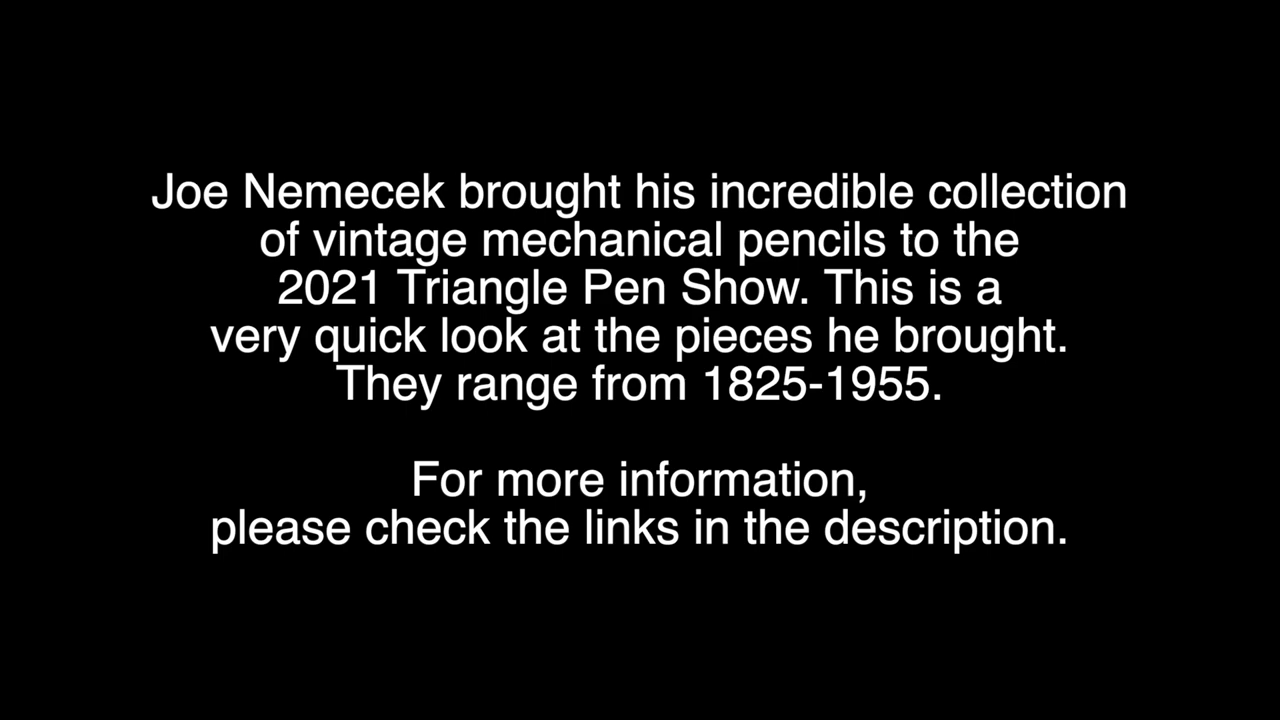 Joe Nemecek brought his incredible collection
of vintage mechanical pencils to the
2021 Triangle Pen Show. This is a
very quick look at the pieces he brought.
They range from 1825-1955.
For more information,
please check the links in the description.